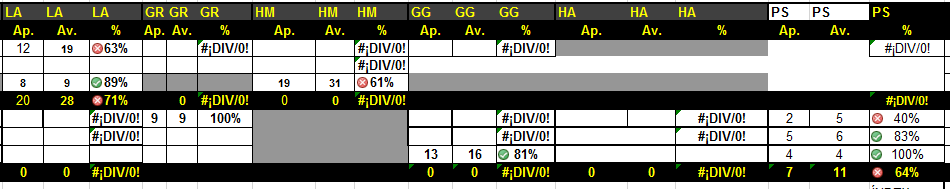 LA LA LA GR GR GR HM HM HM GG GG GG HA HA HA PS PS PS
Ap. Av. % Ap. Av. % Ap. Av. % Ap. Av. % Ap. Av. % Ap. Av. %
12 19 63% #¡DIV/0! #¡DIV/0! #¡DIV/0! #¡DIV/0!
#¡DIV/0!
8 9 89% 19 31 61%
20 28 71% 0 #¡DIV/0! 0 0 #¡DIV/0! #¡DIV/0!
#¡DIV/0! 9 9 100% #¡DIV/0! #¡DIV/0! 2 5 40%
#¡DIV/0! #¡DIV/0! #¡DIV/0! 5 6 83%
13 16 81% 4 4 100%
0 0 #¡DIV/0! 0 0 #¡DIV/0! 0 0 #¡DIV/0! 7 11 64%